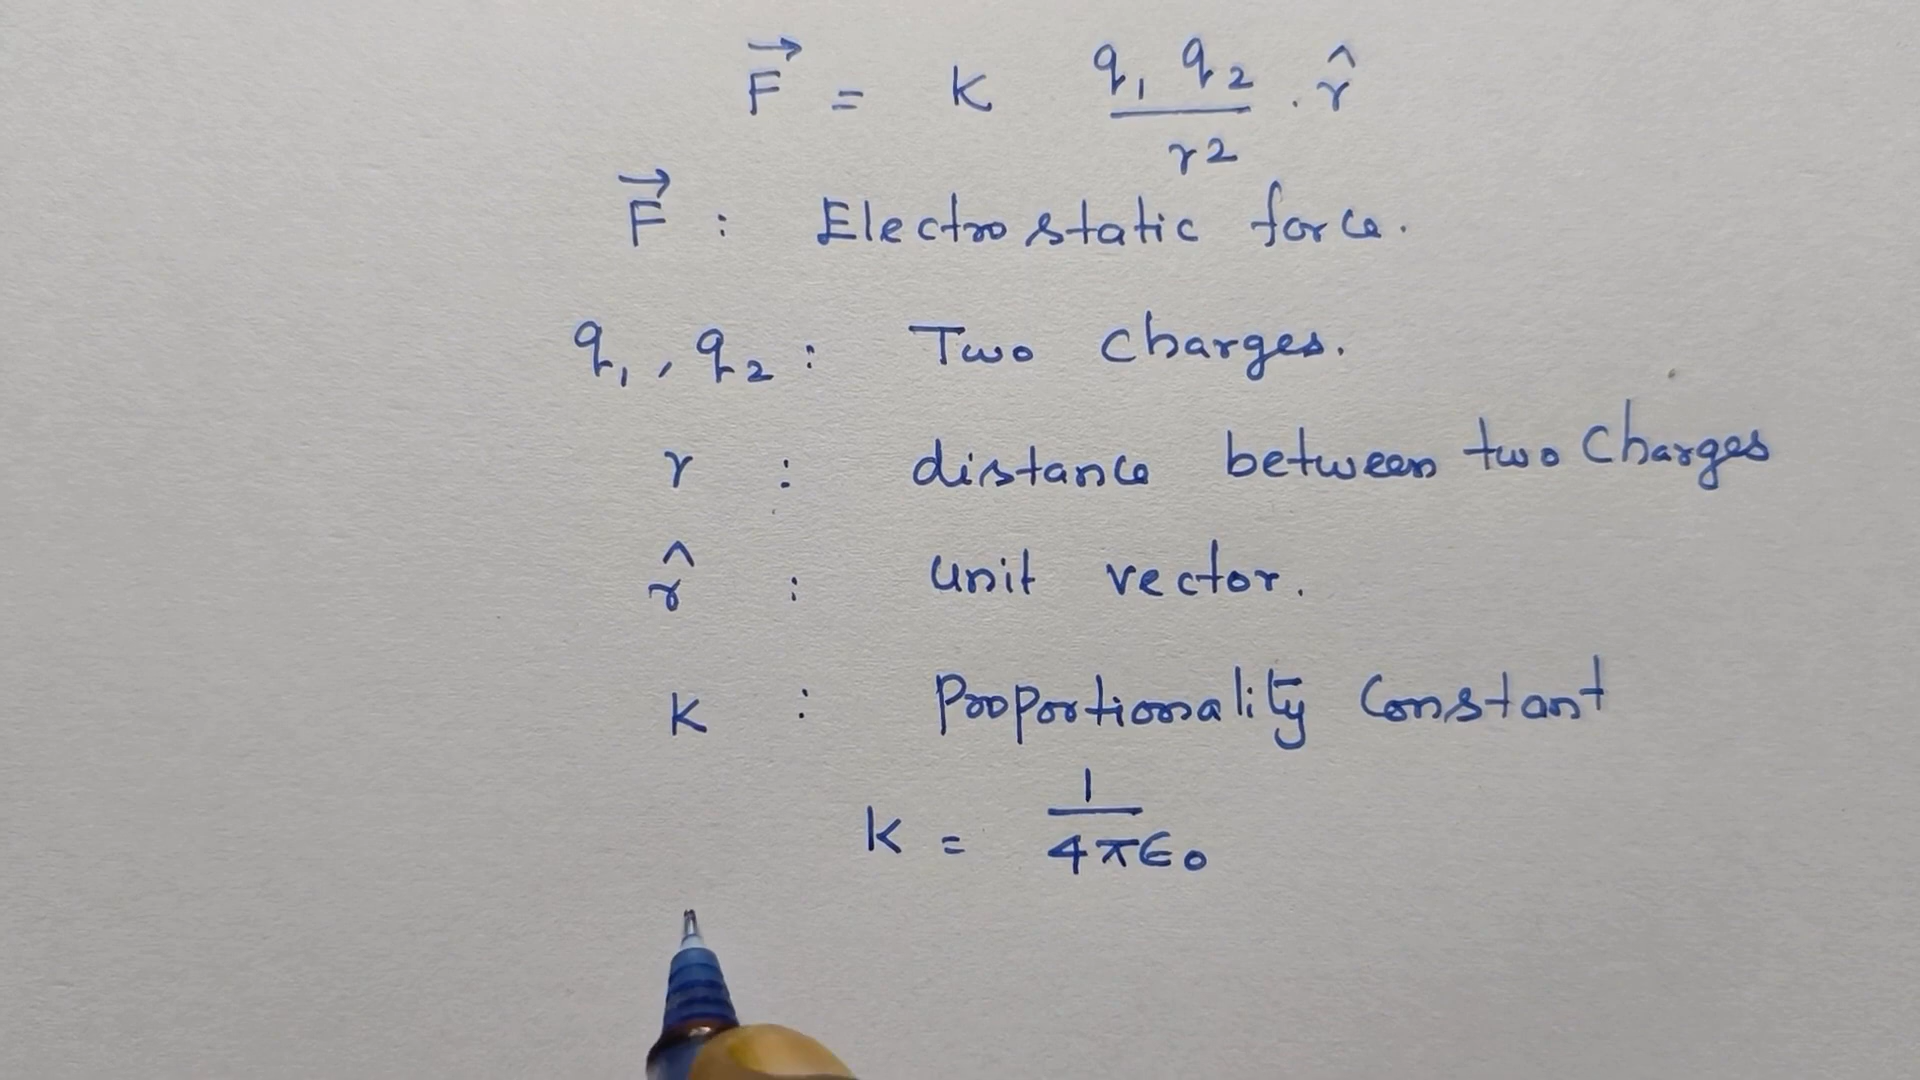 F⃗ = K q₁ q₂ / r2 . r̂
F⃗ : Electrostatic force.
q₁, q₂ : Two Charges.
r : distance between two Charges
r̂ : unit vector.
K : Proportionality Constant
K = 1 / 4πϵ₀